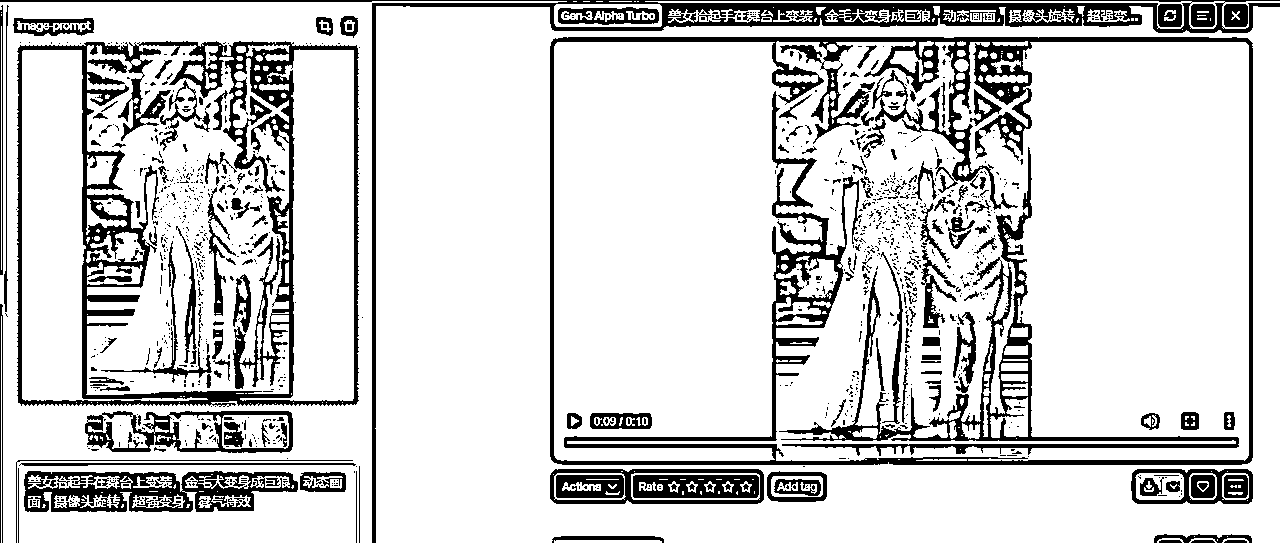 Image-prompt
美女抬起手在舞台上变装，金毛犬变身成巨狼，动态画
面，摄像头旋转，超强变身，雾气特效
Gen-3 Alpha Turbo 美女抬起手在舞台上变装，金毛犬变身成巨狼，动态画面，摄像头旋转，超强变...
0:09 / 0:10
Actions Rate Add tag